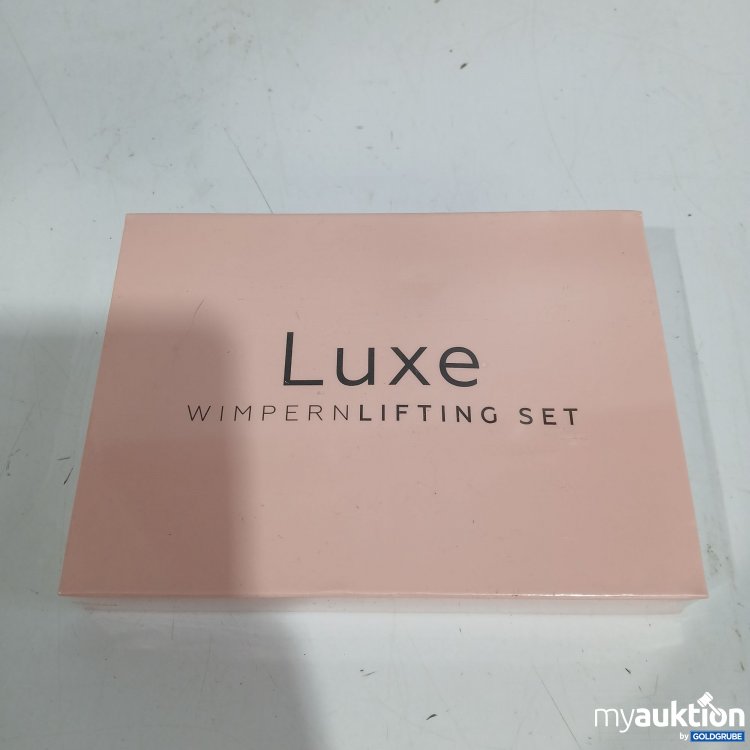 Luxe
WIMPERNLIFTING SET
myauktion
by GOLDGRUBE